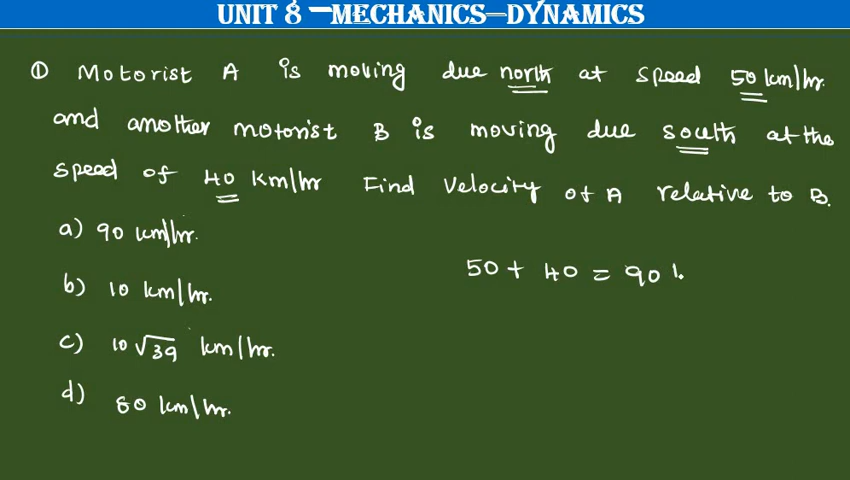 UNIT 8 – MECHANICS–DYNAMICS
① Motorist A is moving due north at speed 50 km/hr.
and another motorist B is moving due south at the
speed of 40 Km/hr Find Velocity of A relative to B.
a) 90 km/hr.
50 + 40 = 90 k
b) 10 km/hr.
c) 10√39 km/hr.
d) 80 km/hr.